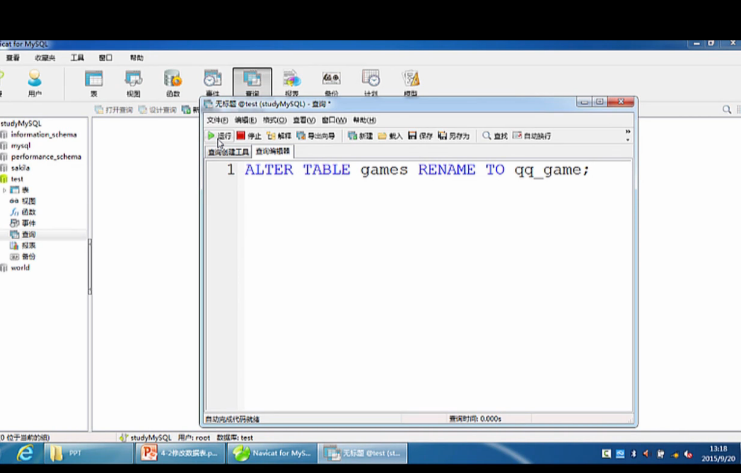 icat for MySQL
查看 收藏夹 工具 窗口 帮助
用户 表 视图 函数 事件 查询 报表 备份 计划 模型
打开查询 设计查询
studyMySQL
information_schema
mysql
performance_schema
sakila
test
表
视图
函数
事件
查询
报表
备份
world
无标题 @test (studyMySQL) - 查询 *
文件(F) 编辑(E) 格式(O) 查看(V) 窗口(W) 帮助(H)
运行 停止 解释 导出向导 新建 载入 保存 另存为 查找 自动换行
查询创建工具 查询编辑器
1 ALTER TABLE games RENAME TO qq_game;
自动完成代码就绪 查询时间: 0.000s
0 位于当前的组) studyMySQL 用户: root 数据库: test
PPT 4-2修改数据表.p... Navicat for MyS... 无标题 @test (st...
13:18
2015/9/20